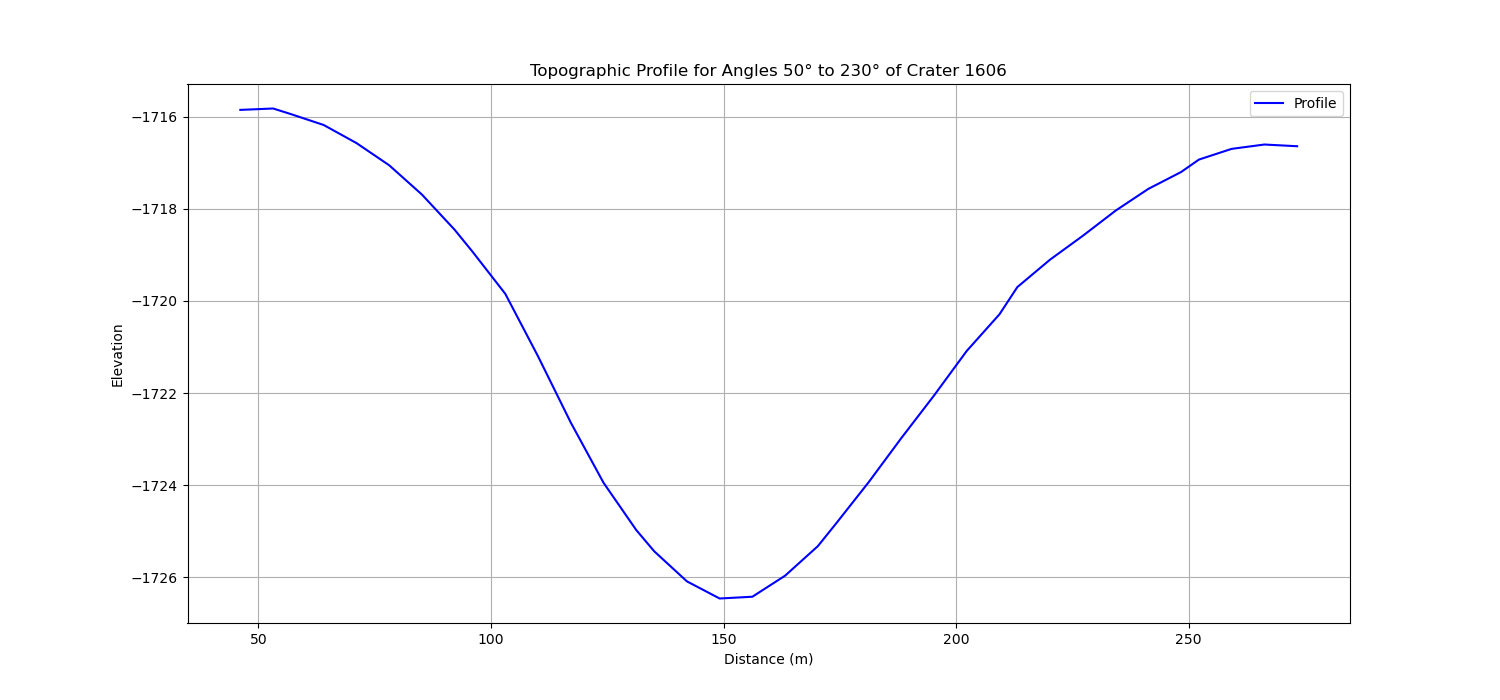 Topographic Profile for Angles 50° to 230° of Crater 1606
Profile
−1716
−1718
−1720
−1722
−1724
−1726
Elevation
50
100
150
200
250
Distance (m)